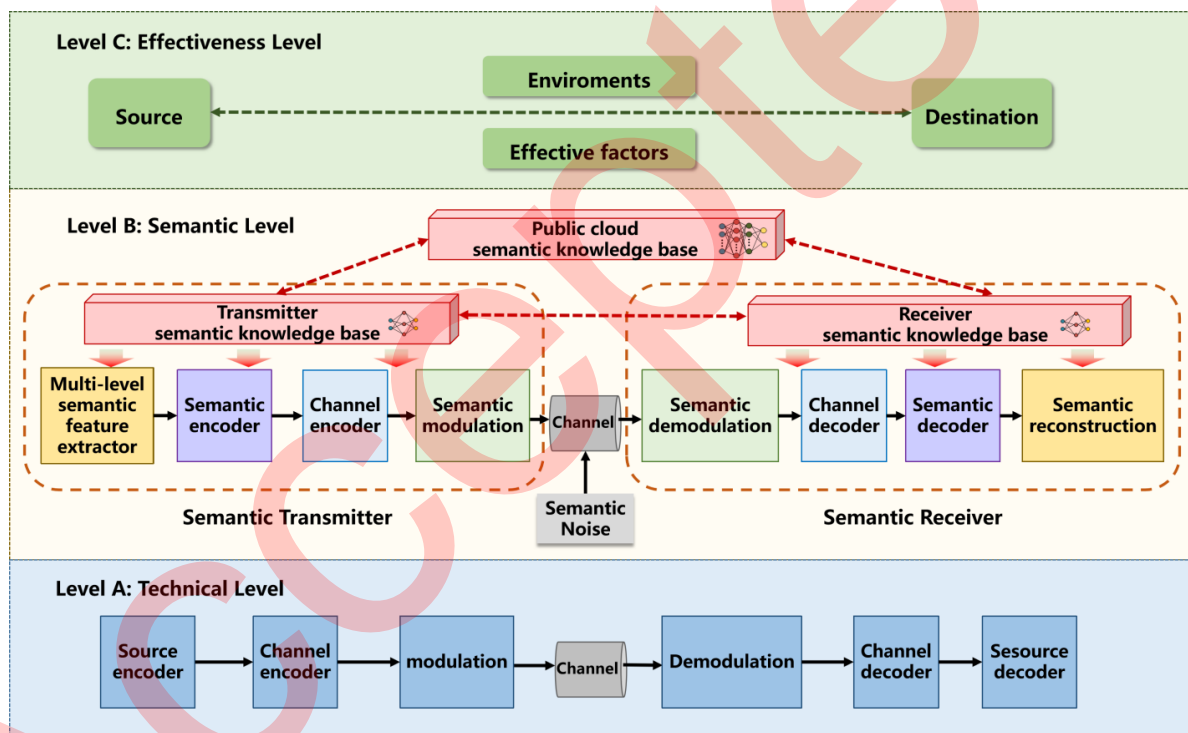 Level C: Effectiveness Level
Enviroments
Source
Destination
Effective factors
Level B: Semantic Level
Public cloud
semantic knowledge base
Transmitter
semantic knowledge base
Receiver
semantic knowledge base
Multi-level
semantic
feature
extractor
Semantic
encoder
Channel
encoder
Semantic
modulation
Channel
Semantic
demodulation
Channel
decoder
Semantic
decoder
Semantic
reconstruction
Semantic Transmitter
Semantic
Noise
Semantic Receiver
Level A: Technical Level
Source
encoder
Channel
encoder
modulation
Channel
Demodulation
Channel
decoder
Sesource
decoder
ccepte